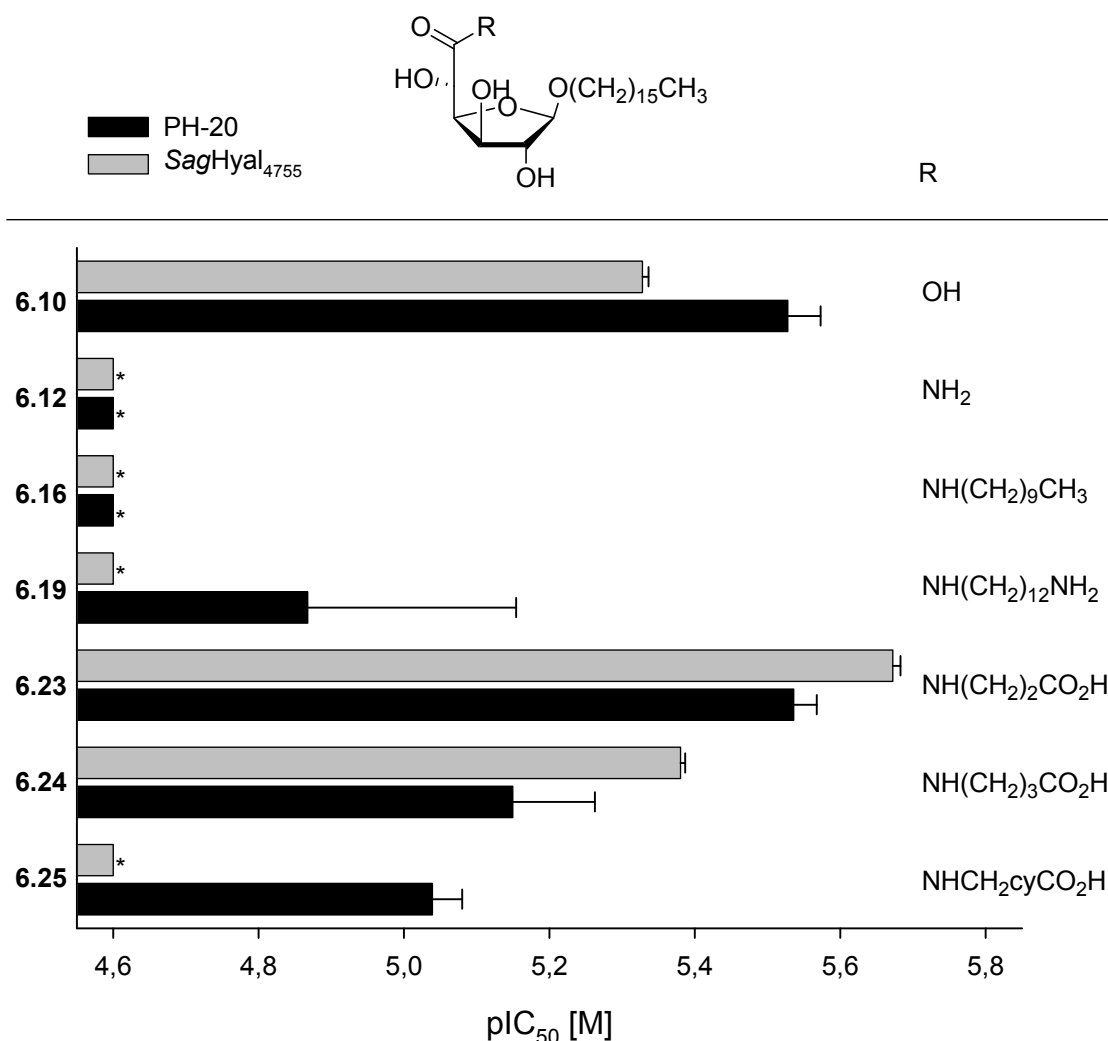 O R
HO OH O O(CH₂)₁₅CH₃
OH
PH-20
SagHyal₄₇₅₅
R
6.10 OH
6.12 * * NH₂
6.16 * * NH(CH₂)₉CH₃
6.19 * NH(CH₂)₁₂NH₂
6.23 NH(CH₂)₂CO₂H
6.24 NH(CH₂)₃CO₂H
6.25 * NHCH₂cyCO₂H
4,6 4,8 5,0 5,2 5,4 5,6 5,8
pIC₅₀ [M]